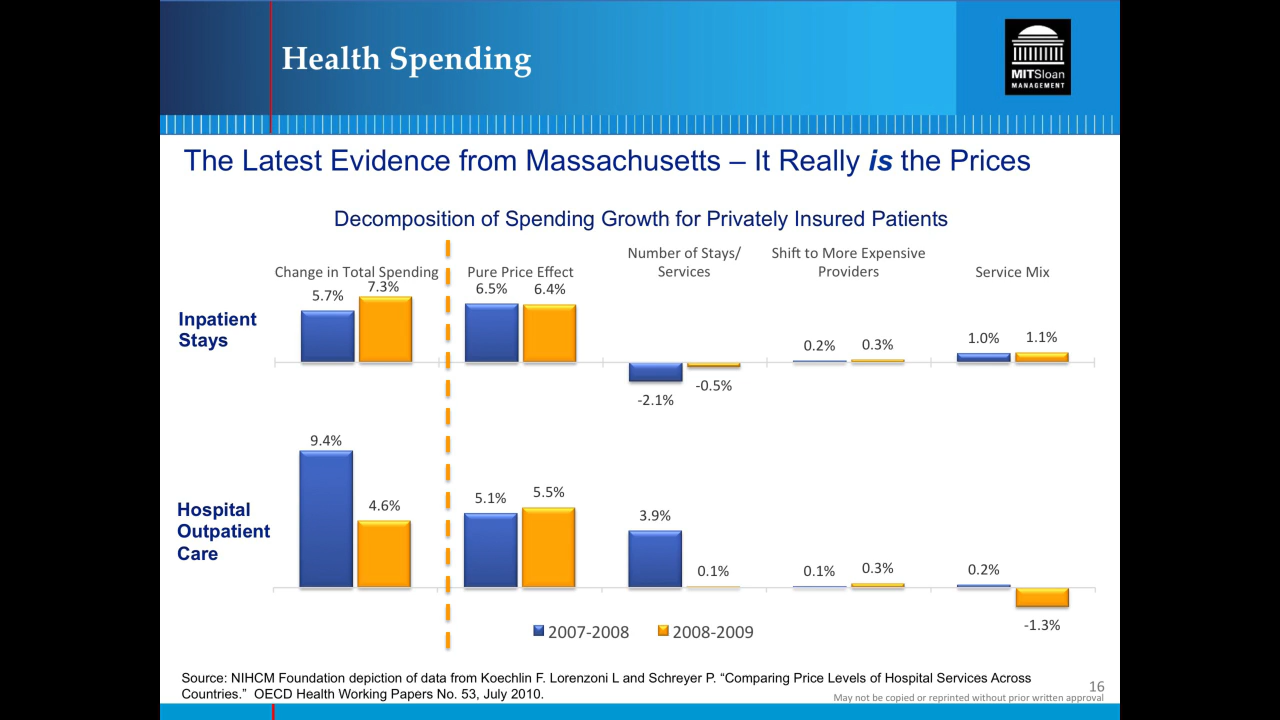 Health Spending
MITSloan
MANAGEMENT
The Latest Evidence from Massachusetts – It Really is the Prices
Decomposition of Spending Growth for Privately Insured Patients
Change in Total Spending
Pure Price Effect
Number of Stays/
Services
Shift to More Expensive
Providers
Service Mix
Inpatient
Stays
5.7%
7.3%
6.5%
6.4%
-2.1%
-0.5%
0.2%
0.3%
1.0%
1.1%
Hospital
Outpatient
Care
9.4%
4.6%
5.1%
5.5%
3.9%
0.1%
0.1%
0.3%
0.2%
-1.3%
2007-2008
2008-2009
Source: NIHCM Foundation depiction of data from Koechlin F. Lorenzoni L and Schreyer P. “Comparing Price Levels of Hospital Services Across
Countries.” OECD Health Working Papers No. 53, July 2010.
16
May not be copied or reprinted without prior written approval